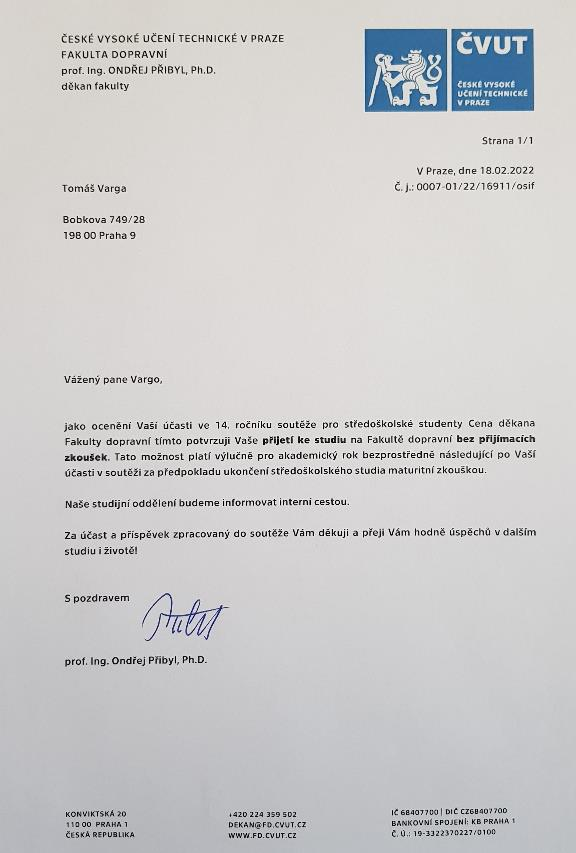 ČESKÉ VYSOKÉ UČENÍ TECHNICKÉ V PRAZE
FAKULTA DOPRAVNÍ
prof. Ing. ONDŘEJ PŘIBYL, Ph.D.
děkan fakulty
ČVUT
ČESKÉ VYSOKÉ
UČENÍ TECHNICKÉ
V PRAZE
Strana 1/1
V Praze, dne 18.02.2022
Č. j.: 0007-01/22/16911/osif
Tomáš Varga
Bobkova 749/28
198 00 Praha 9
Vážený pane Vargo,
jako ocenění Vaší účasti ve 14. ročníku soutěže pro středoškolské studenty Cena děkana
Fakulty dopravní tímto potvrzuji Vaše přijetí ke studiu na Fakultě dopravní bez přijímacích
zkoušek. Tato možnost platí výlučně pro akademický rok bezprostředně následující po Vaší
účasti v soutěži za předpokladu ukončení středoškolského studia maturitní zkouškou.
Naše studijní oddělení budeme informovat interní cestou.
Za účast a příspěvek zpracovaný do soutěže Vám děkuji a přeji Vám hodně úspěchů v dalším
studiu i životě!
S pozdravem
prof. Ing. Ondřej Přibyl, Ph.D.
KONVIKTSKÁ 20
110 00 PRAHA 1
ČESKÁ REPUBLIKA
+420 224 359 502
DEKAN@FD.CVUT.CZ
WWW.FD.CVUT.CZ
IČ 68407700 | DIČ CZ68407700
BANKOVNÍ SPOJENÍ: KB PRAHA 1
Č. Ú.: 19-3322370227/0100